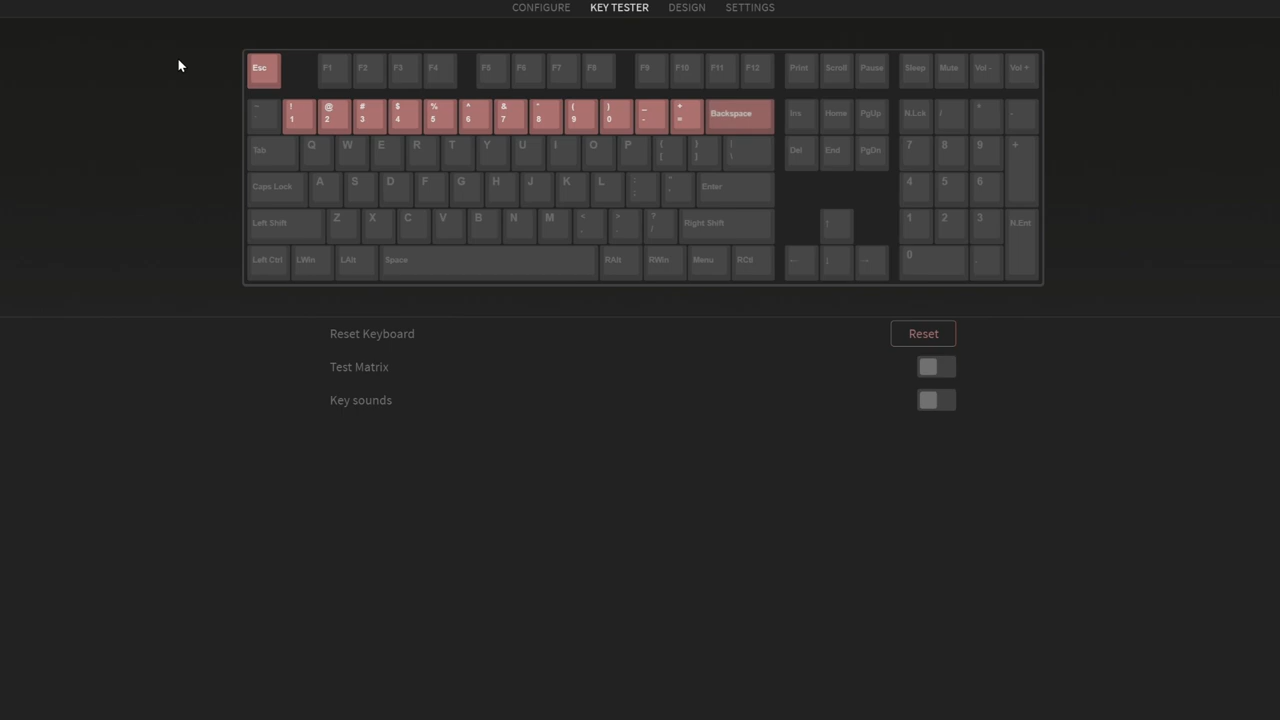 CONFIGURE KEY TESTER DESIGN SETTINGS
Esc F1 F2 F3 F4 F5 F6 F7 F8 F9 F10 F11 F12 Print Scroll Pause Sleep Mute Vol - Vol +
~ ! @ # $ % ^ & * ( ) _ + Backspace Ins Home PgUp N.Lck / * -
` 1 2 3 4 5 6 7 8 9 0 - =
Tab Q W E R T Y U I O P { } | Del End PgDn 7 8 9 +
[ ] \
Caps Lock A S D F G H J K L : " Enter 4 5 6
; '
Left Shift Z X C V B N M < > ? Right Shift ↑ 1 2 3 N.Ent
, . /
Left Ctrl LWin LAlt Space RAlt RWin Menu RCtl ← ↓ → 0 .
Reset Keyboard Reset
Test Matrix
Key sounds